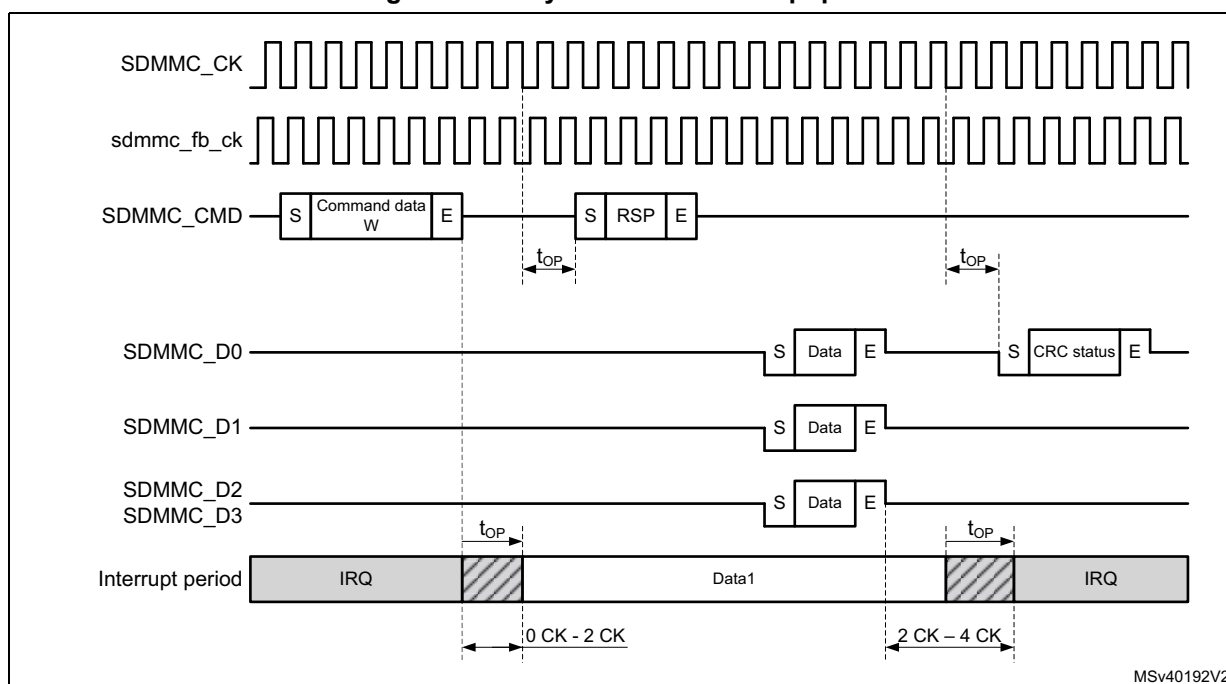 SDMMC_CK
sdmmc_fb_ck
SDMMC_CMD S Command data W E S RSP E
tOP tOP
SDMMC_D0 S Data E S CRC status E
SDMMC_D1 S Data E
SDMMC_D2
SDMMC_D3 S Data E
tOP tOP
Interrupt period IRQ Data1 IRQ
0 CK - 2 CK 2 CK – 4 CK
MSv40192V2